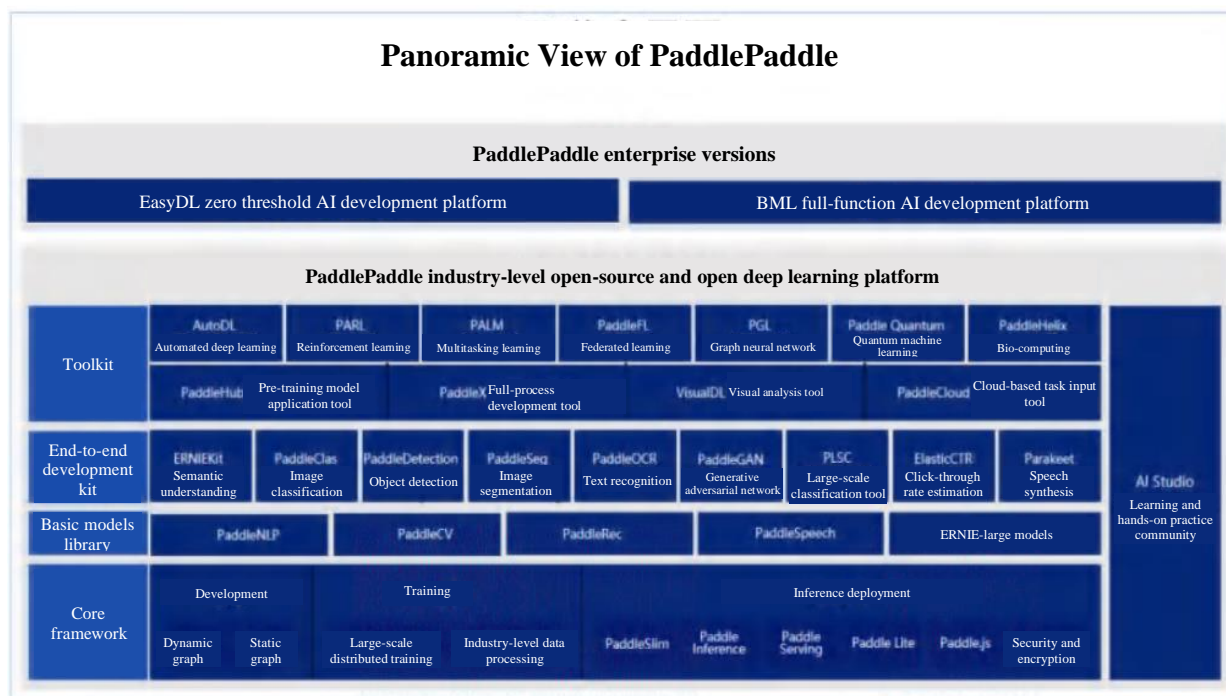 Panoramic View of PaddlePaddle
PaddlePaddle enterprise versions
EasyDL zero threshold AI development platform
BML full-function AI development platform
PaddlePaddle industry-level open-source and open deep learning platform
Toolkit
AutoDL
Automated deep learning
PARL
Reinforcement learning
PALM
Multitasking learning
PaddleFL
Federated learning
PGL
Graph neural network
Paddle Quantum
Quantum machine
learning
PaddleHelix
Bio-computing
PaddleHub
Pre-training model
application tool
PaddleX
Full-process
development tool
VisualDL Visual analysis tool
PaddleCloud
Cloud-based task input
tool
End-to-end
development
kit
ERNIEKit
Semantic
understanding
PaddleClas
Image
classification
PaddleDetection
Object detection
PaddleSeg
Image
segmentation
PaddleOCR
Text recognition
PaddleGAN
Generative
adversarial network
PLSC
Large-scale
classification tool
ElasticCTR
Click-through
rate estimation
Parakeet
Speech
synthesis
Basic models
library
PaddleNLP
PaddleCV
PaddleRec
PaddleSpeech
ERNIE-large models
Core
framework
Development
Dynamic
graph
Static
graph
Training
Large-scale
distributed training
Industry-level data
processing
Inference deployment
PaddleSlim
Paddle
Inference
Paddle
Serving
Paddle Lite
Paddle.js
Security and
encryption
AI Studio
Learning and
hands-on practice
community